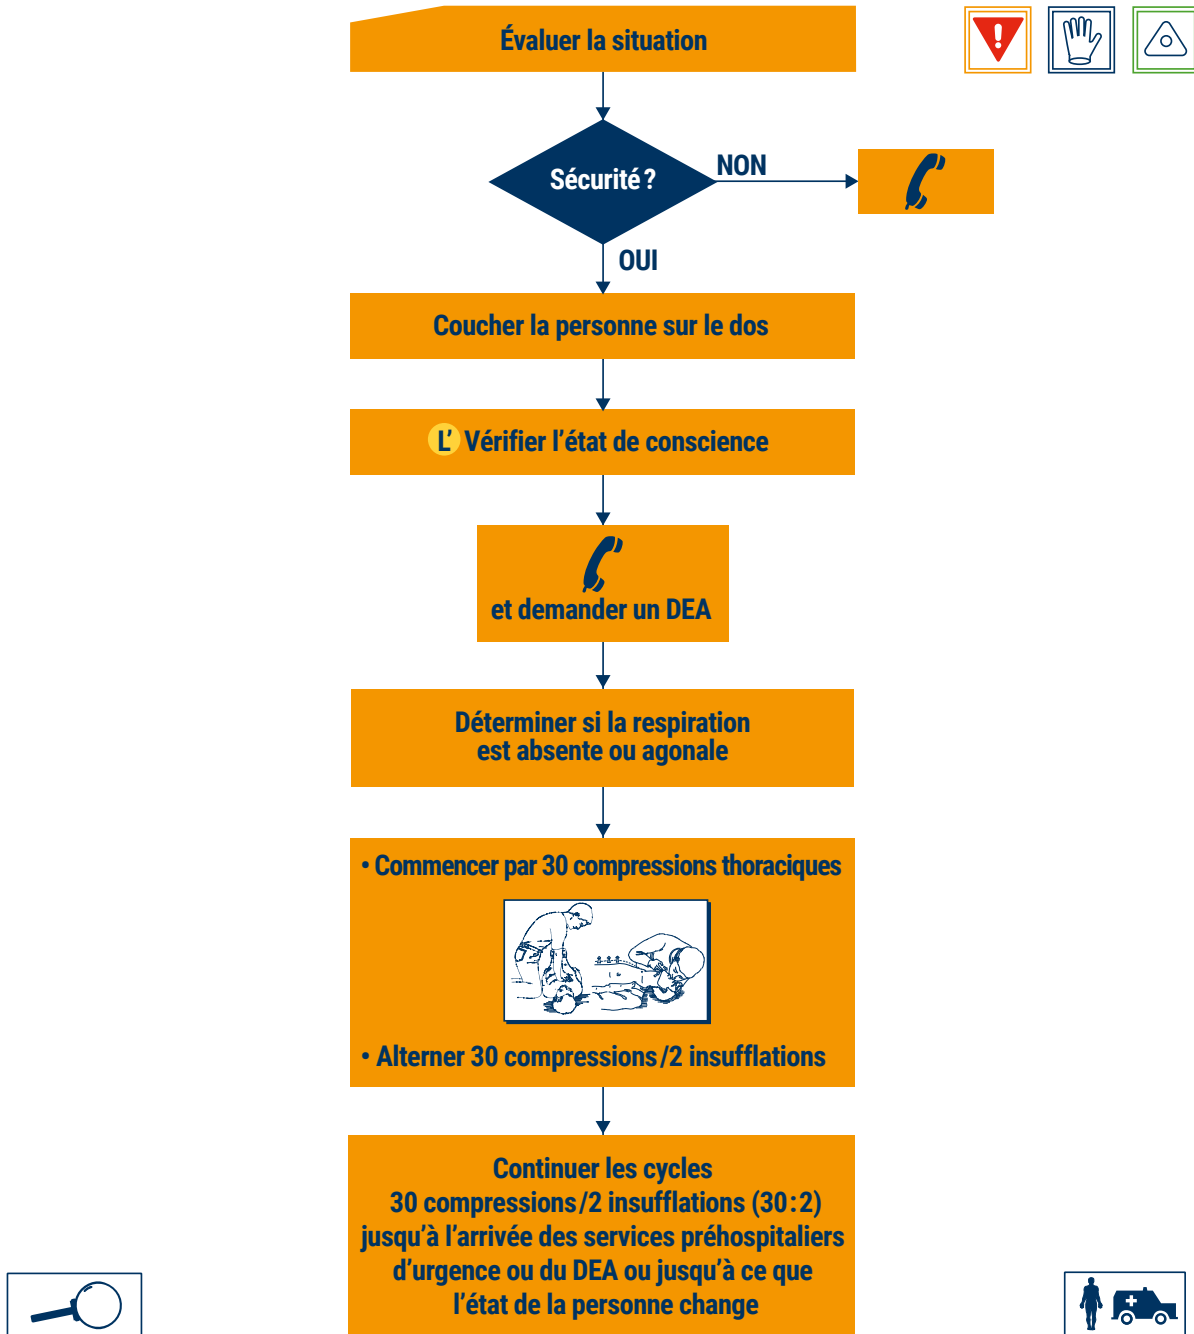 Évaluer la situation
Sécurité ?
NON
OUI
Coucher la personne sur le dos
L' Vérifier l'état de conscience
et demander un DEA
Déterminer si la respiration
est absente ou agonale
• Commencer par 30 compressions thoraciques
• Alterner 30 compressions / 2 insufflations
Continuer les cycles
30 compressions / 2 insufflations (30 : 2)
jusqu'à l'arrivée des services préhospitaliers
d'urgence ou du DEA ou jusqu'à ce que
l'état de la personne change